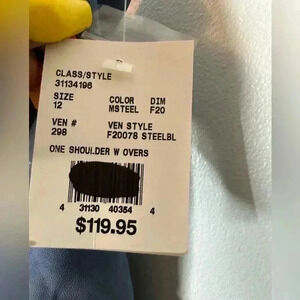 CLASS/STYLE
31134196
SIZE COLOR DIM
12 MSTEEL F20
VEN # VEN STYLE
298 F20078 STEELBL
ONE SHOULDER W OVERS
4 31130 40354 4
$119.95